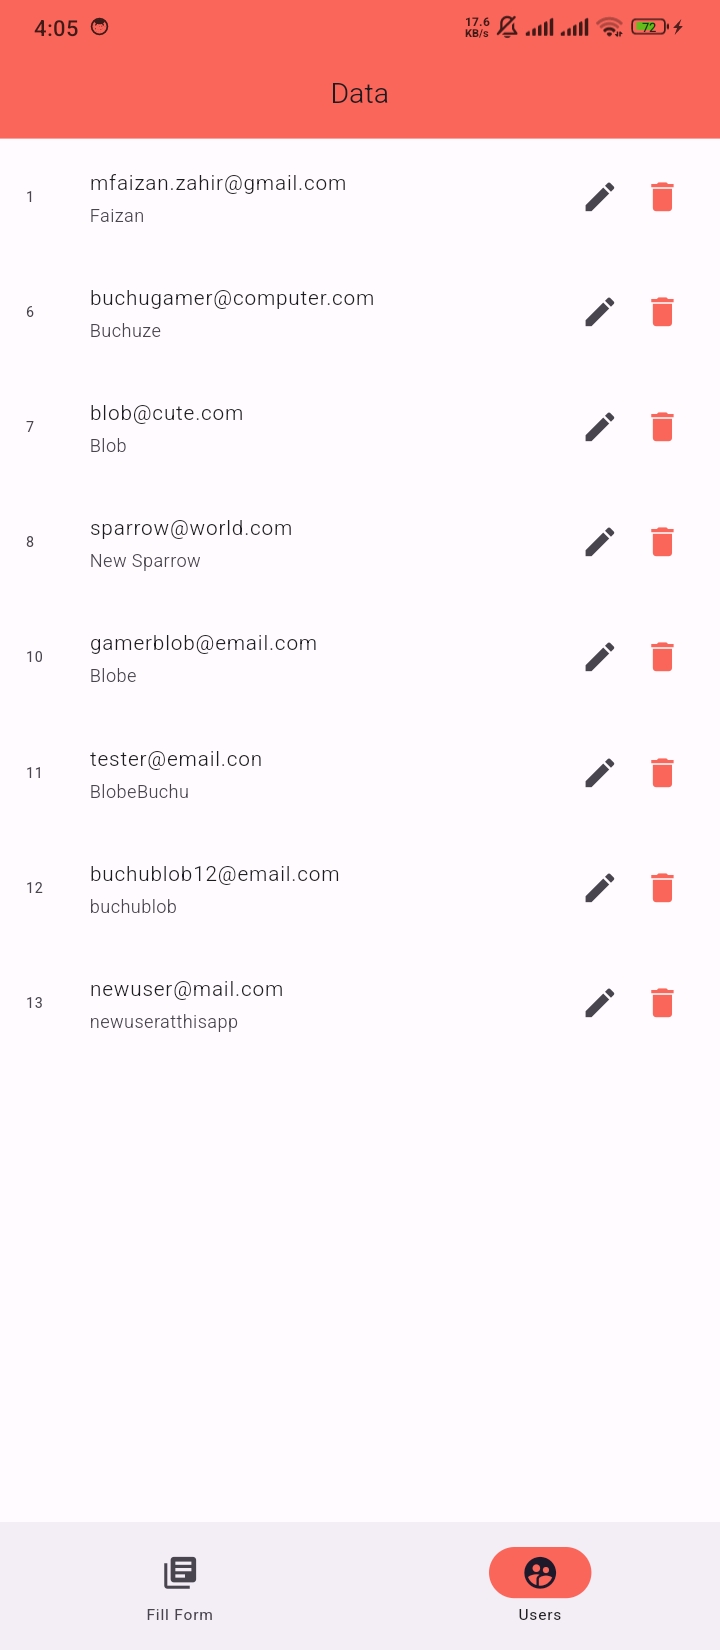 4:05 17.6 KB/s 72
Data
1 mfaizan.zahir@gmail.com
Faizan
6 buchugamer@computer.com
Buchuze
7 blob@cute.com
Blob
8 sparrow@world.com
New Sparrow
10 gamerblob@email.com
Blobe
11 tester@email.con
BlobeBuchu
12 buchublob12@email.com
buchublob
13 newuser@mail.com
newuseratthisapp
Fill Form Users